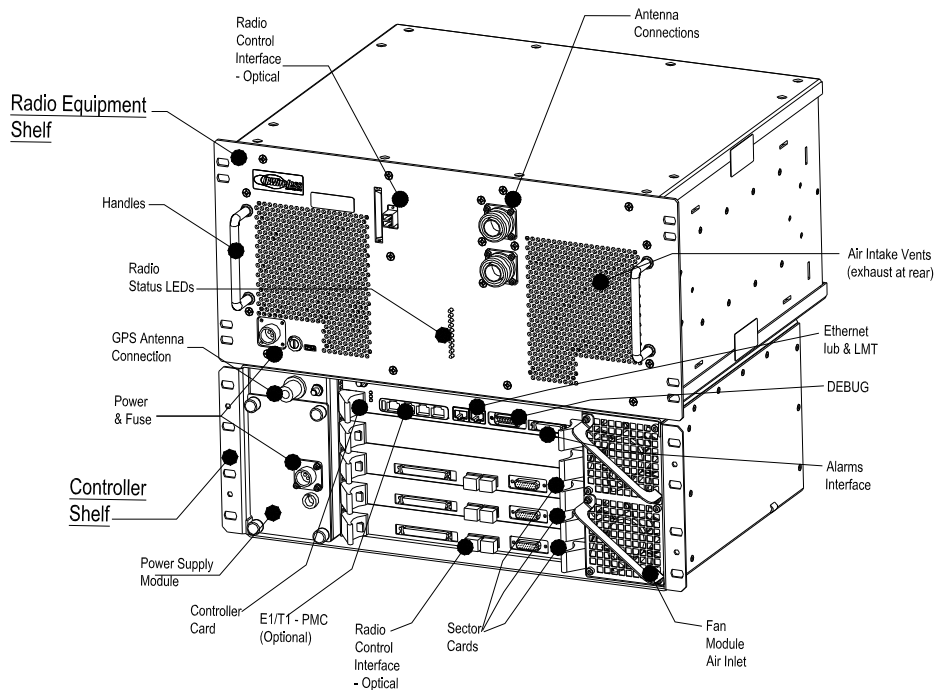 Radio
Control
Interface
- Optical
Antenna
Connections
Radio Equipment
Shelf
Handles
Radio
Status LEDs
Air Intake Vents
(exhaust at rear)
GPS Antenna
Connection
Ethernet
Iub & LMT
DEBUG
Power
& Fuse
Alarms
Interface
Controller
Shelf
Power Supply
Module
Controller
Card
E1/T1 - PMC
(Optional)
Radio
Control
Interface
- Optical
Sector
Cards
Fan
Module
Air Inlet